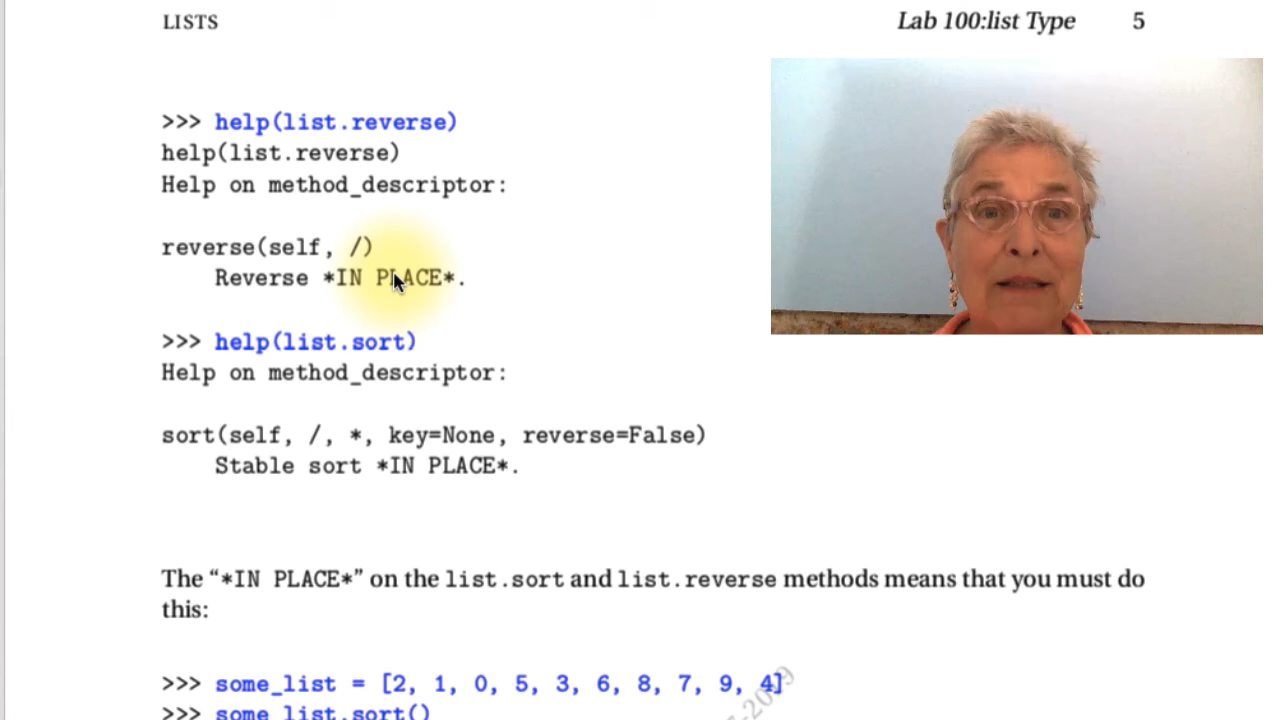 LISTS Lab 100:list Type 5
>>> help(list.reverse)
help(list.reverse)
Help on method_descriptor:
reverse(self, /)
Reverse *IN PLACE*.
>>> help(list.sort)
Help on method_descriptor:
sort(self, /, *, key=None, reverse=False)
Stable sort *IN PLACE*.
The “*IN PLACE*” on the list.sort and list.reverse methods means that you must do
this:
>>> some_list = [2, 1, 0, 5, 3, 6, 8, 7, 9, 4]
>>> some_list.sort()